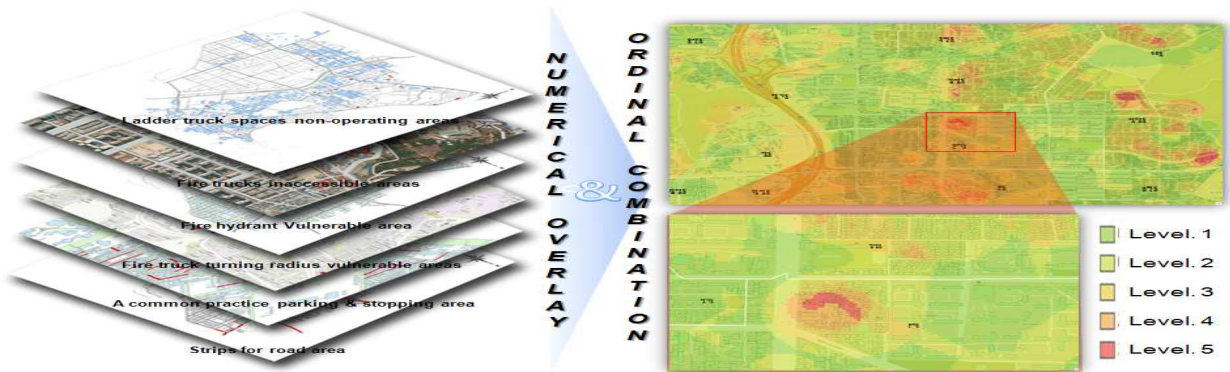 Ladder truck spaces non-operating areas
Fire trucks inaccessible areas
Fire hydrant Vulnerable area
Fire truck turning radius vulnerable areas
A common practice parking & stopping area
Strips for road area
NUMERICAL OVERLAY
&
ORDINAL COMBINATION
Level. 1
Level. 2
Level. 3
Level. 4
Level. 5